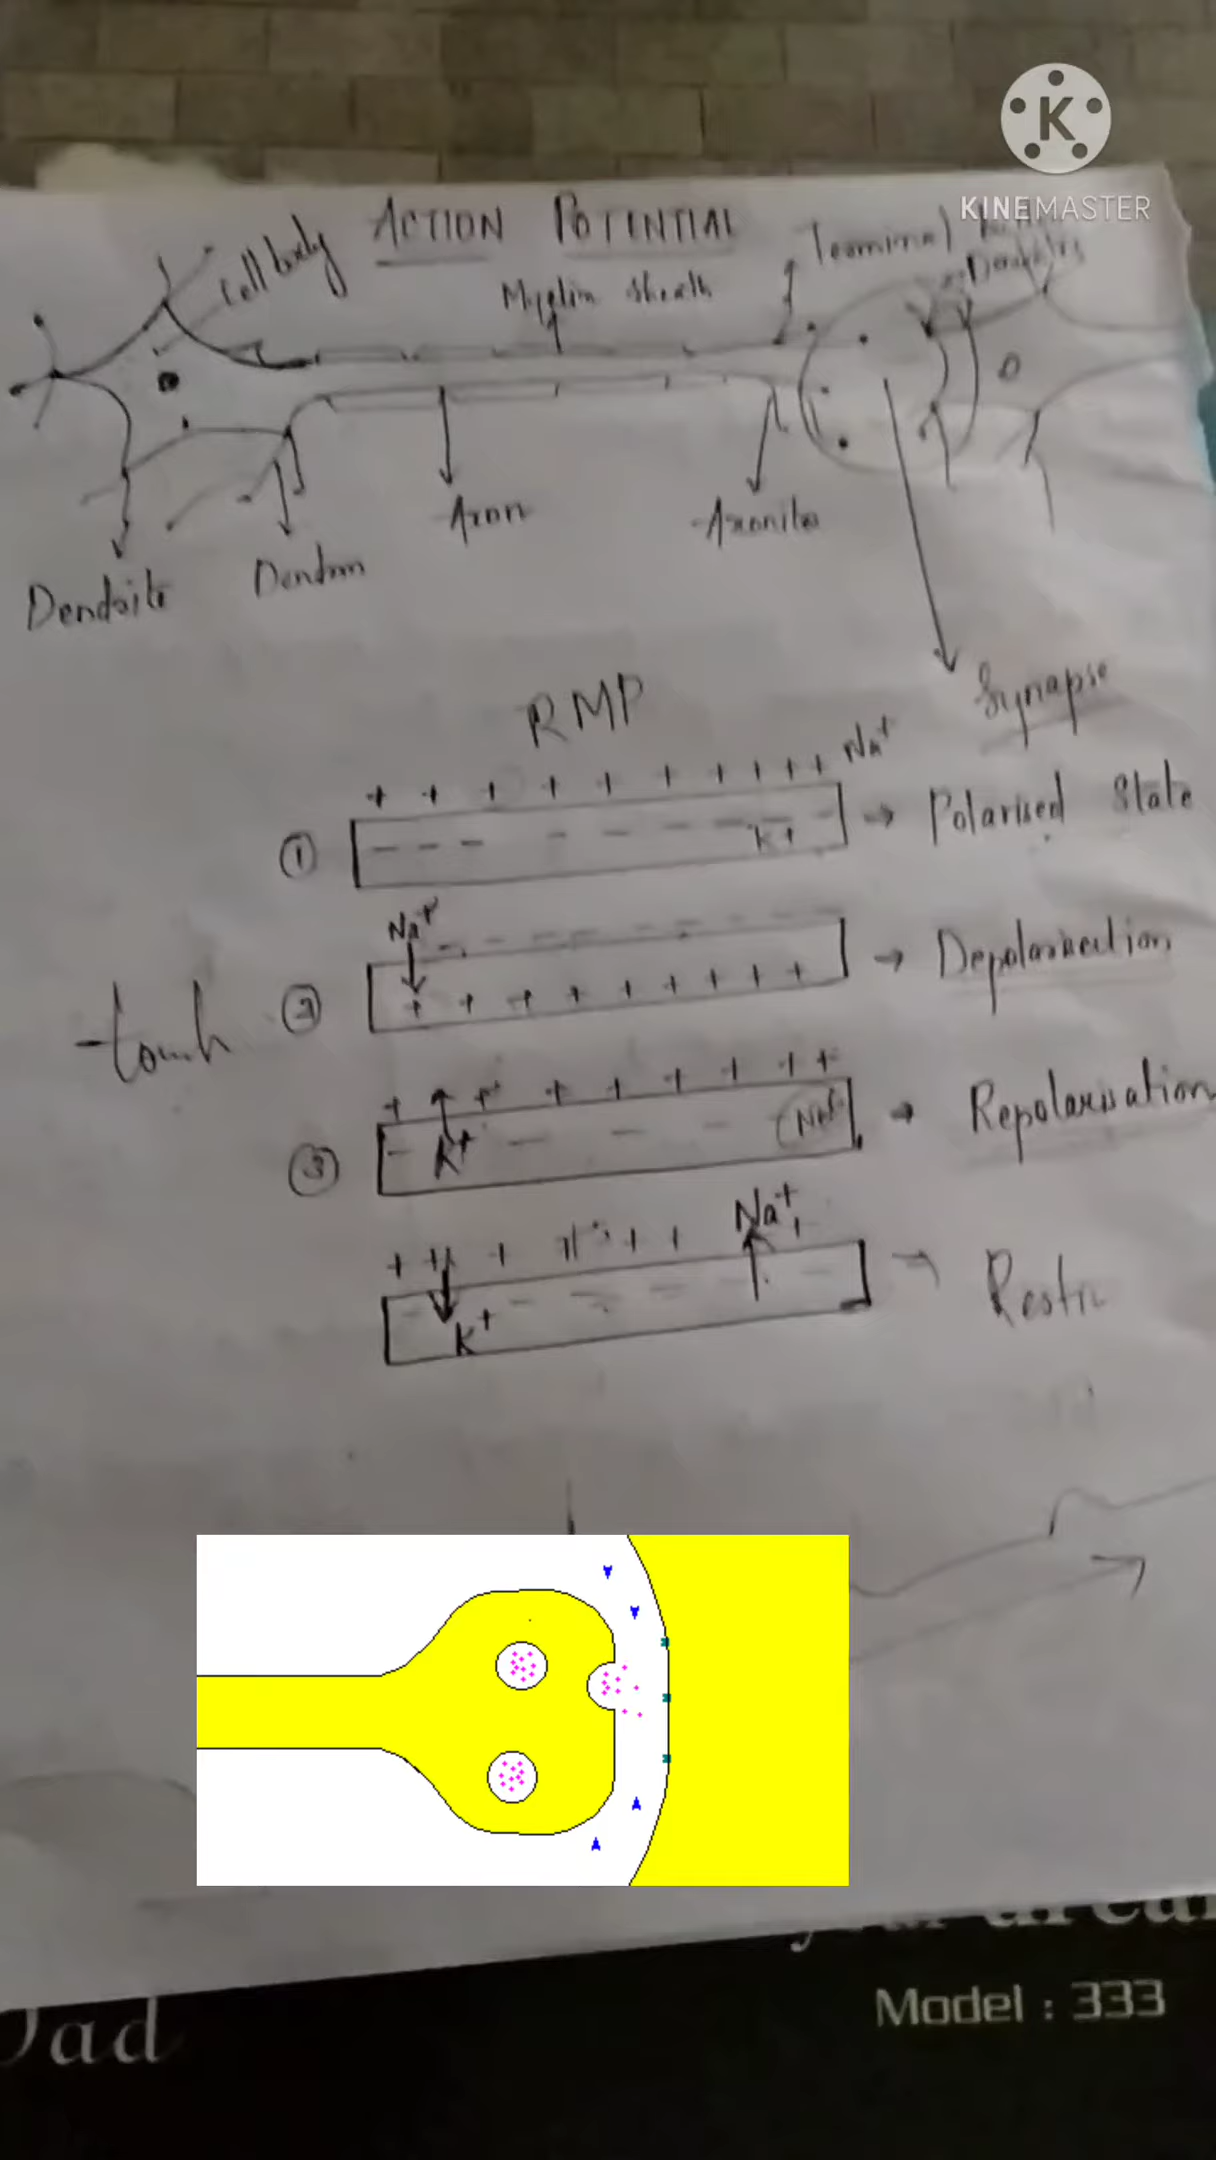 K
KINEMASTER
ACTION POTENTIAL
Cell body
Myelin sheath
Terminal
Axon
Axonite
Dendrite
Dendron
Synapse
RMP
Na+
① K+ → Polarised State
Na+
② → Depolarisation
touch
③ K+ Na+ → Repolarisation
Na+
K+
Model : 333